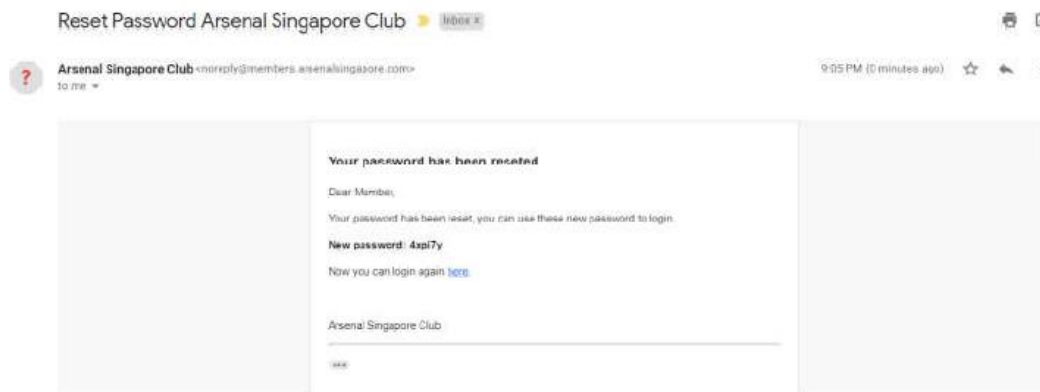 Reset Password Arsenal Singapore Club Inbox x
Arsenal Singapore Club <noreply@members.arsenalsingapore.com> 9:05 PM (0 minutes ago)
to me
Your password has been reseted
Dear Member,
Your password has been reset, you can use these new password to login.
New password: 4xpi7y
Now you can login again here.
Arsenal Singapore Club